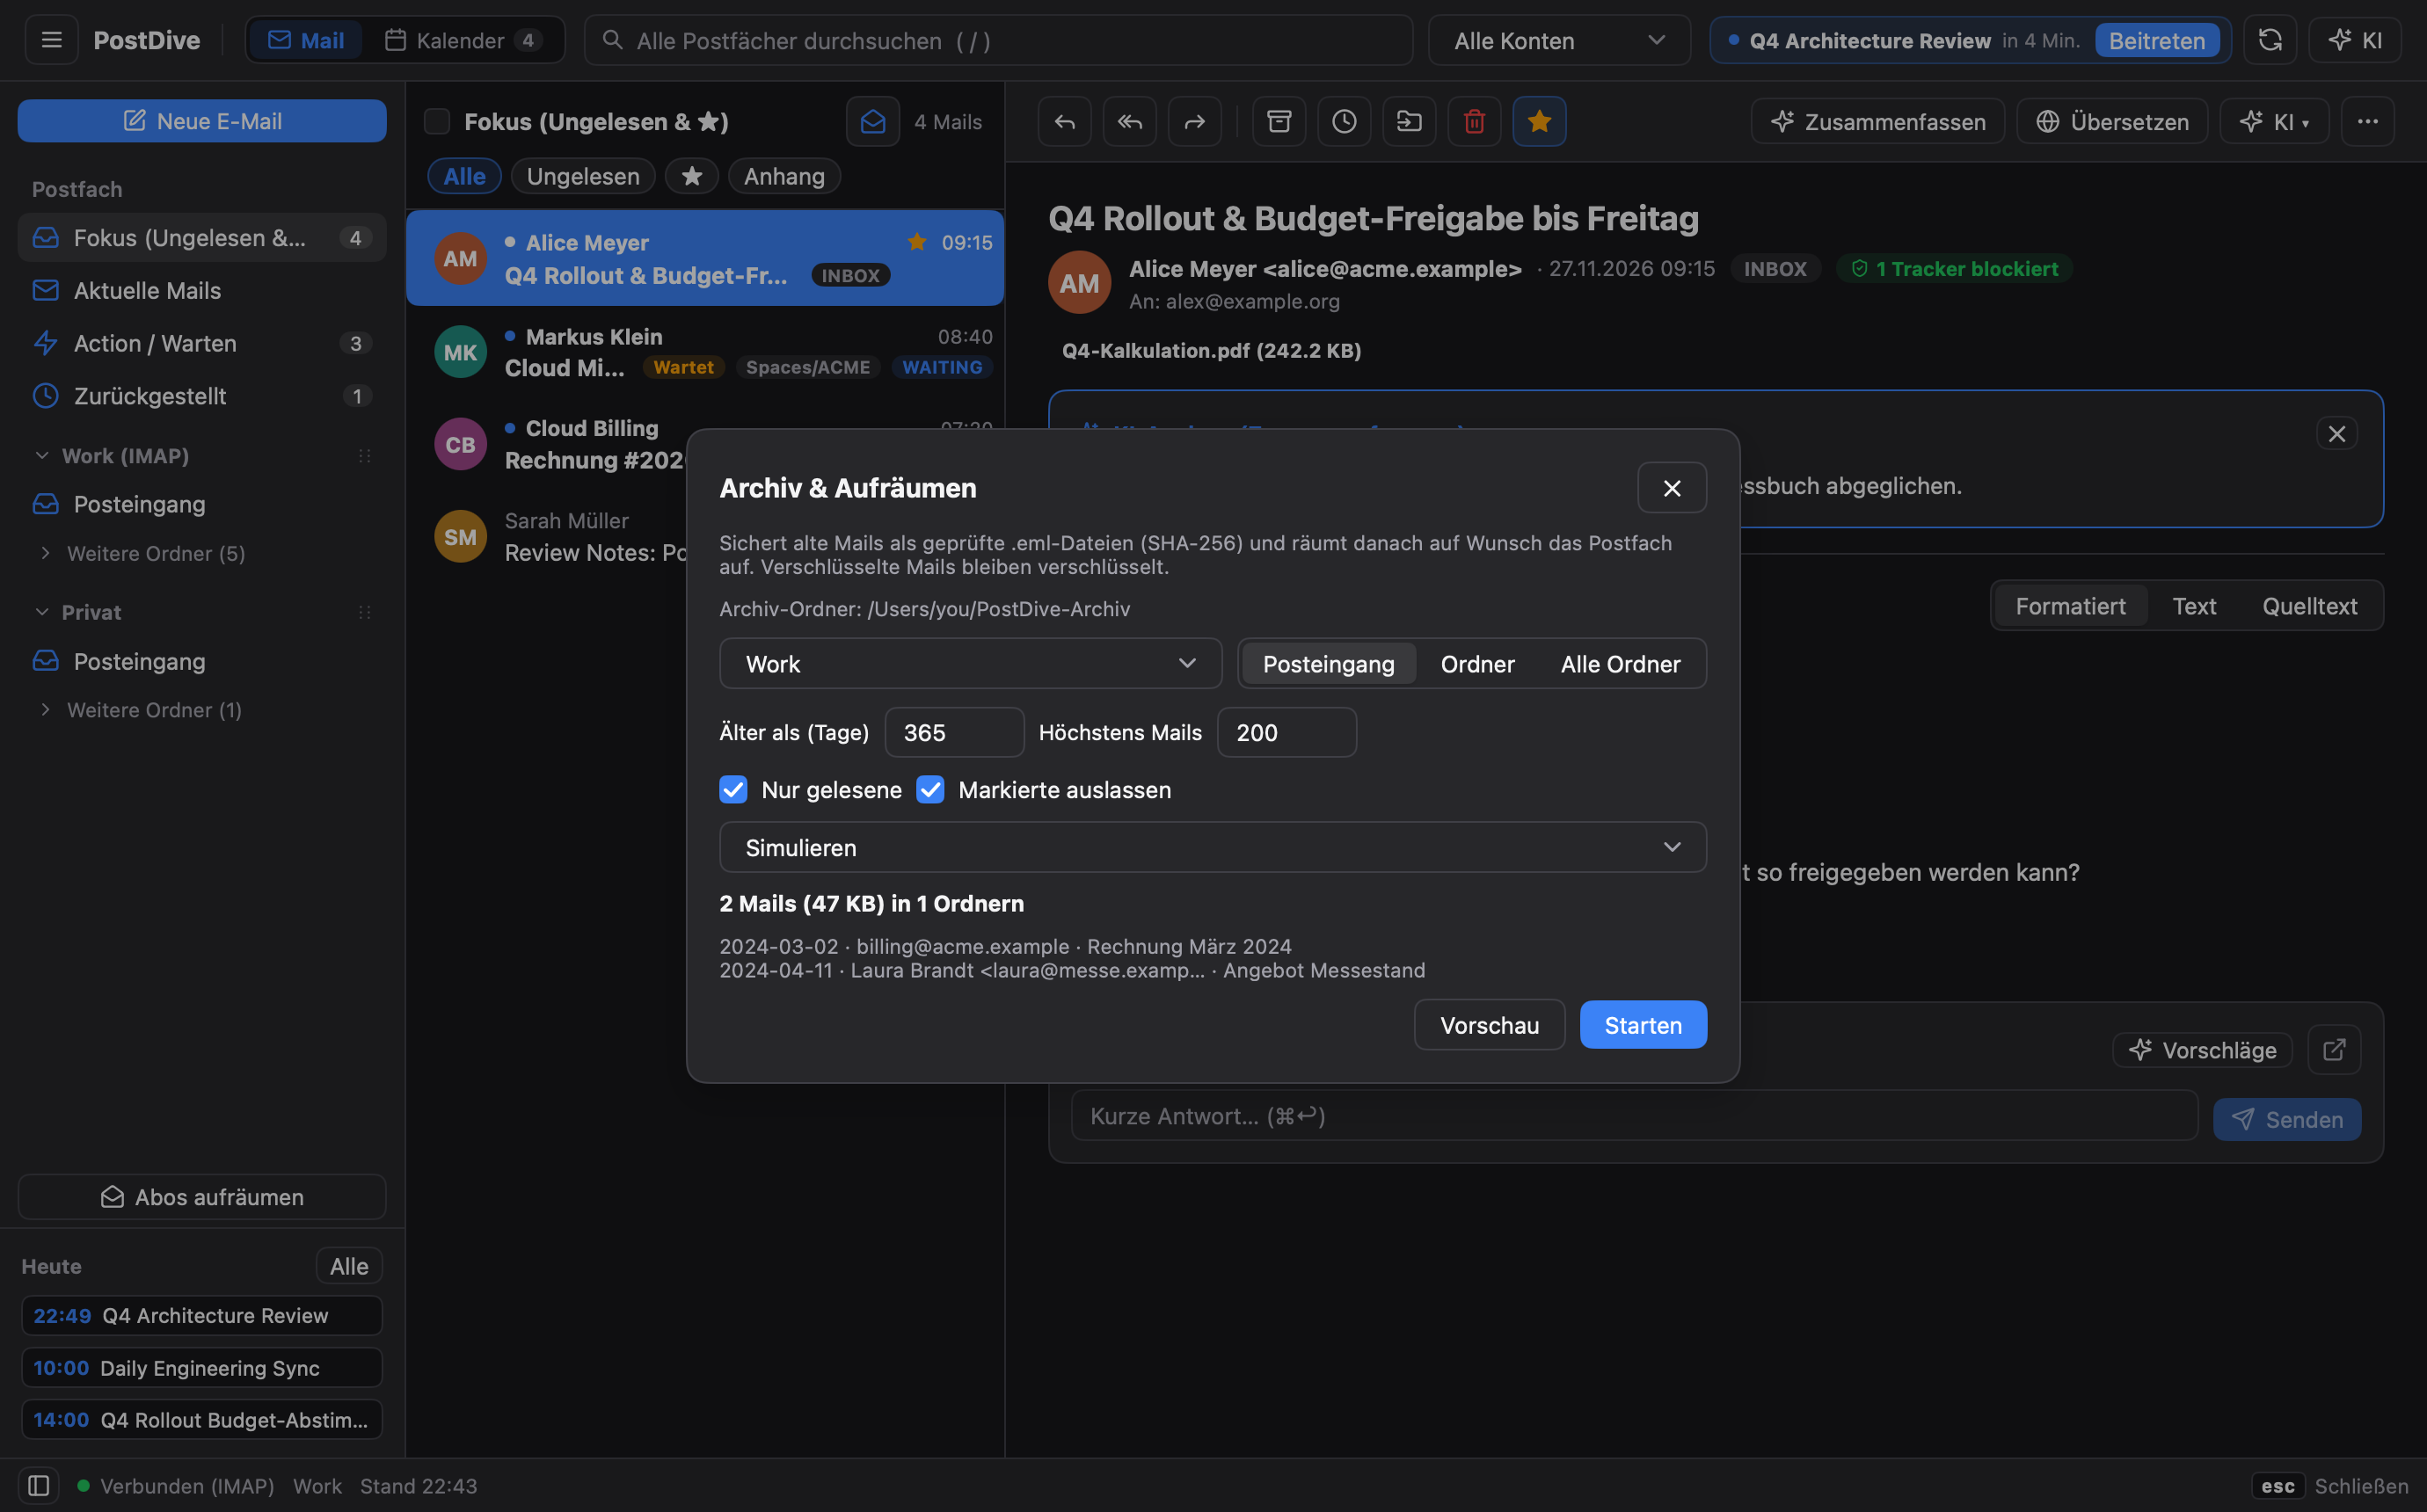 PostDive
Mail
Kalender 4
Alle Postfächer durchsuchen ( / )
Alle Konten
Q4 Architecture Review in 4 Min. Beitreten
KI
Neue E-Mail
Postfach
Fokus (Ungelesen &... 4
Aktuelle Mails
Action / Warten 3
Zurückgestellt 1
Work (IMAP)
Posteingang
Weitere Ordner (5)
Privat
Posteingang
Weitere Ordner (1)
Abos aufräumen
Heute Alle
22:49 Q4 Architecture Review
10:00 Daily Engineering Sync
14:00 Q4 Rollout Budget-Abstim...
Fokus (Ungelesen & ★) 4 Mails
Alle Ungelesen ★ Anhang
AM Alice Meyer 09:15
Q4 Rollout & Budget-Fr... INBOX
MK Markus Klein 08:40
Cloud Mi... Wartet Spaces/ACME WAITING
CB Cloud Billing
Rechnung #202
SM Sarah Müller
Review Notes: Po
Zusammenfassen Übersetzen KI ▾
Q4 Rollout & Budget-Freigabe bis Freitag
AM Alice Meyer <alice@acme.example> · 27.11.2026 09:15 INBOX 1 Tracker blockiert
An: alex@example.org
Q4-Kalkulation.pdf (242.2 KB)
ssbuch abgeglichen.
Formatiert Text Quelltext
t so freigegeben werden kann?
Vorschläge
Kurze Antwort... (⌘↩)
Senden
Archiv & Aufräumen
Sichert alte Mails als geprüfte .eml-Dateien (SHA-256) und räumt danach auf Wunsch das Postfach
auf. Verschlüsselte Mails bleiben verschlüsselt.
Archiv-Ordner: /Users/you/PostDive-Archiv
Work Posteingang Ordner Alle Ordner
Älter als (Tage) 365 Höchstens Mails 200
Nur gelesene Markierte auslassen
Simulieren
2 Mails (47 KB) in 1 Ordnern
2024-03-02 · billing@acme.example · Rechnung März 2024
2024-04-11 · Laura Brandt <laura@messe.examp... · Angebot Messestand
Vorschau Starten
Verbunden (IMAP) Work Stand 22:43
esc Schließen